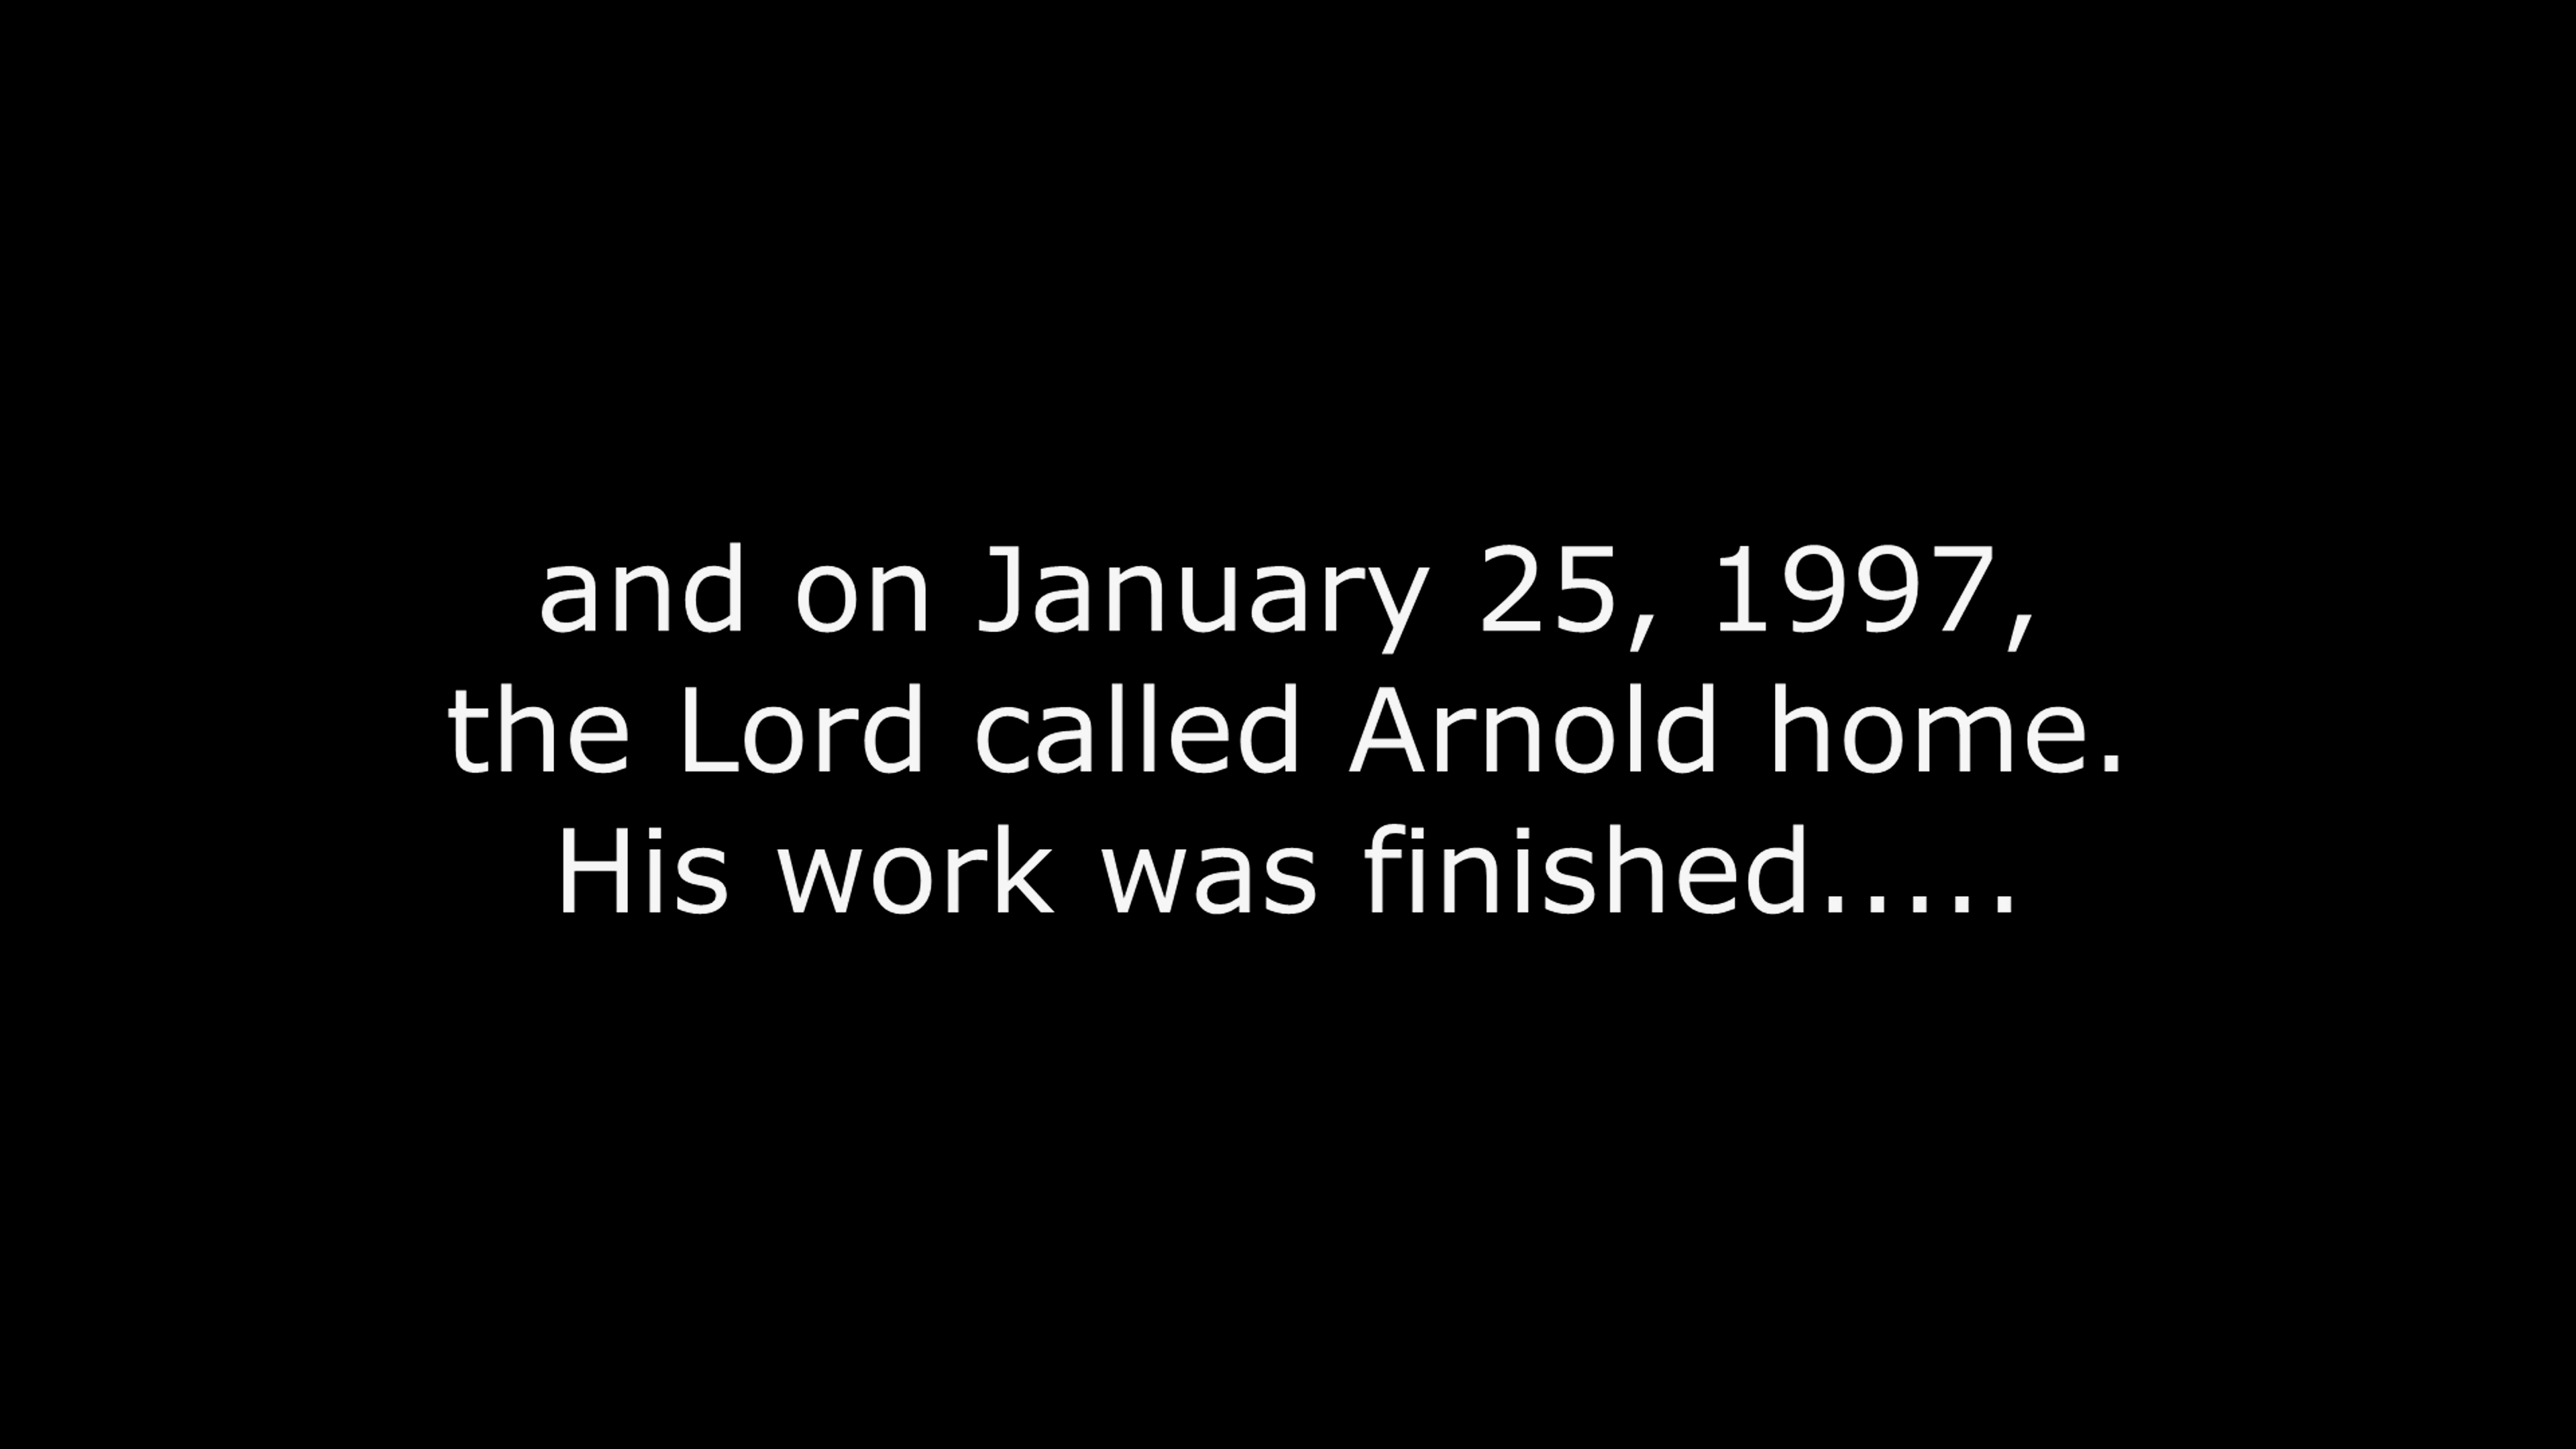 and on January 25, 1997,
the Lord called Arnold home.
His work was finished.....